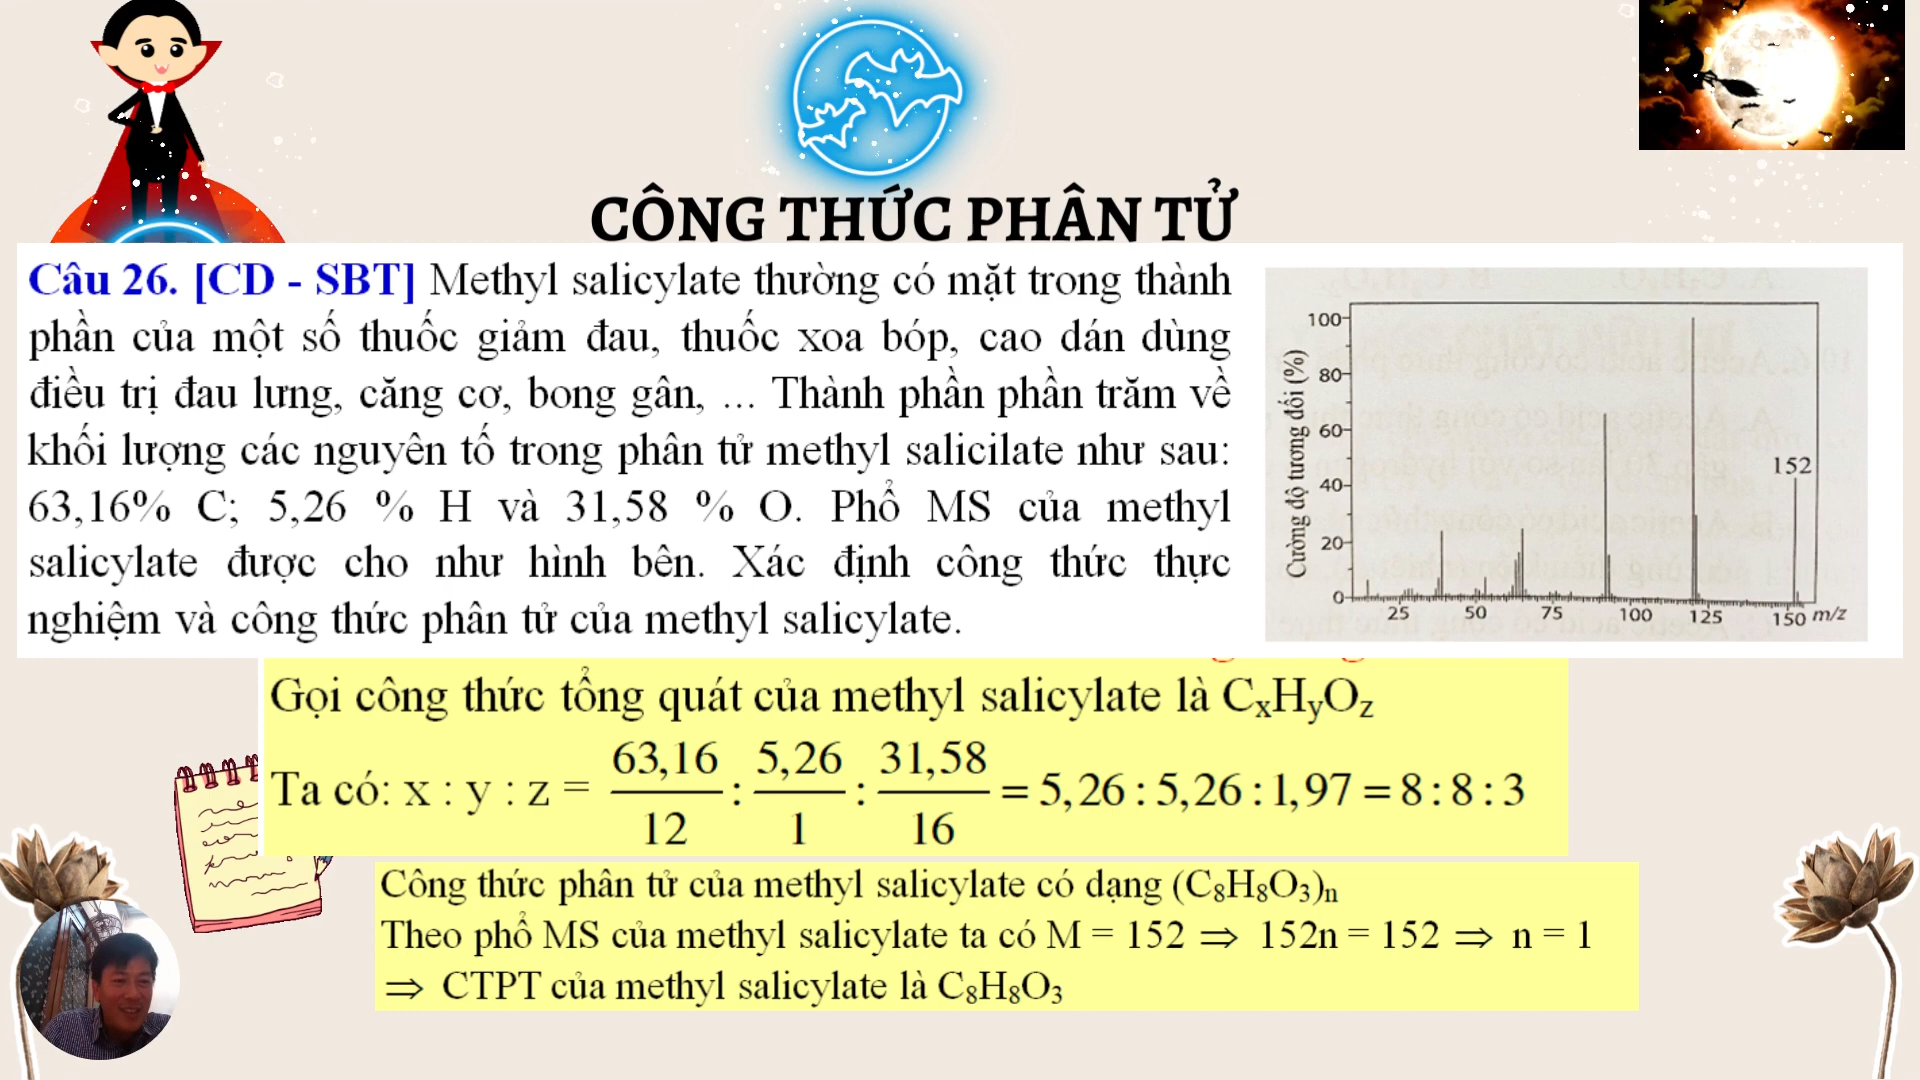 CÔNG THỨC PHÂN TỬ
Câu 26. [CD - SBT] Methyl salicylate thường có mặt trong thành
phần của một số thuốc giảm đau, thuốc xoa bóp, cao dán dùng
điều trị đau lưng, căng cơ, bong gân, ... Thành phần phần trăm về
khối lượng các nguyên tố trong phân tử methyl salicilate như sau:
63,16% C; 5,26 % H và 31,58 % O. Phổ MS của methyl
salicylate được cho như hình bên. Xác định công thức thực
nghiệm và công thức phân tử của methyl salicylate.
Cường độ tương đối (%)
100
80
60
40
20
0
152
25 50 75 100 125 150 m/z
Gọi công thức tổng quát của methyl salicylate là CₓHᵧO_z
Ta có: x : y : z = 63,16/12 : 5,26/1 : 31,58/16 = 5,26 : 5,26 : 1,97 = 8 : 8 : 3
Công thức phân tử của methyl salicylate có dạng (C₈H₈O₃)ₙ
Theo phổ MS của methyl salicylate ta có M = 152 ⇒ 152n = 152 ⇒ n = 1
⇒ CTPT của methyl salicylate là C₈H₈O₃